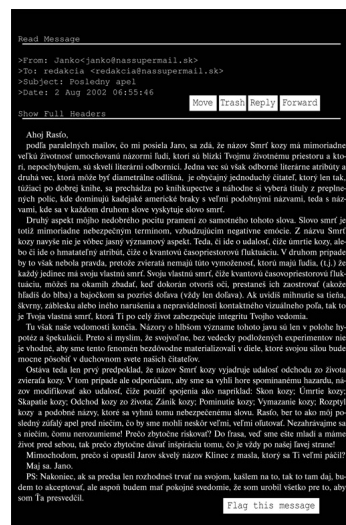 Read Message
>From: Janko<janko@nassupermail.sk>
>To: redakcia <redakcia@nassupermail.sk>
>Subject: Posledny apel
>Date: 2 Aug 2002 06:55:46
Move Trash Reply Forward
Show Full Headers
Ahoj Rasťo,
podľa paralelných mailov, čo mi posiela Jaro, sa zdá, že názov Smrť kozy má mimoriadne
veľkú životnosť umocňovanú názormi ľudí, ktorí sú blízki Tvojmu životnému priestoru a kto-
rí, nepochybujem, sú skvelí literárni odborníci. Jedna vec sú však odborné literárne atribúty a
druhá vec, ktorá môže byť diametrálne odlišná, je obyčajný jednoduchý čitateľ, ktorý len tak,
túžiaci po dobrej knihe, sa prechádza po kníhkupectve a náhodne si vyberá tituly z preplne-
ných políc, kde dominujú kadejaké americké braky s veľmi podobnými názvami, teda s náz-
vami, kde sa v každom druhom slove vyskytuje slovo smrť.
Druhý aspekt môjho nedobrého pocitu pramení zo samotného tohoto slova. Slovo smrť je
totiž mimoriadne nebezpečným termínom, vzbudzujúcim negatívne emócie. Z názvu Smrť
kozy navyše nie je vôbec jasný významový aspekt. Teda, či ide o udalosť, čiže úmrtie kozy, ale-
bo či ide o hmatateľný atribút, čiže o kvantovú časopriestorovú fluktuáciu. V druhom prípade
by to však nebola pravda, pretože zvieratá nemajú túto vymoženosť, ktorú majú ľudia, (t.j.) že
každý jedinec má svoju vlastnú smrť. Svoju vlastnú smrť, čiže kvantovú časovopriestorovú fluk-
tuáciu, môžeš na okamih zbadať, keď dokorán otvoríš oči, prestaneš ich zaostrovať (akože
hľadíš do blba) a bajočkom sa pozrieš doľava (vždy len doľava). Ak uvidíš mihnutie sa tieňa,
škvrny, záblesku alebo iného narušenia a nepravidelnosti kontaktného vizuálneho poľa, tak to
je Tvoja vlastná smrť, ktorá Ti po celý život zabezpečuje integritu Tvojho vedomia.
Tu však naše vedomosti končia. Názory o hlbšom význame tohoto javu sú len v polohe hy-
potéz a špekulácií. Preto si myslím, že svojvoľne, bez vedecky podložených experimentov nie
je vhodné, aby sme tento fenomén bezdôvodne materializovali v diele, ktoré svojou silou bude
mocne pôsobiť v duchovnom svete našich čitateľov.
Ostáva teda len prvý predpoklad, že názov Smrť kozy vyjadruje udalosť odchodu zo života
zvieraťa kozy. V tom prípade ale odporúčam, aby sme sa vyhli hore spomínanému hazardu, ná-
zov modifikovať ako udalosť, čiže použiť spojenia ako napríklad: Skon kozy; Úmrtie kozy;
Skapatie kozy; Odchod kozy zo života; Zánik kozy; Pominutie kozy; Vymazanie kozy; Rozptyl
kozy a podobné názvy, ktoré sa vyhnú tomu nebezpečnému slovu. Rasťo, ber to ako môj po-
sledný zúfalý apel pred niečím, čo by sme mohli neskôr veľmi, veľmi oľutovať. Nezahrávajme sa
s niečím, čomu nerozumieme! Prečo zbytočne riskovať? Do frasa, veď sme ešte mladí a máme
život pred sebou, tak prečo zbytočne dávať inšpiráciu tomu, čo je vždy po našej ľavej strane!
Mimochodom, prečo si opustil Jarov skvelý názov Klinec z masla, ktorý sa Ti veľmi páčil?
Maj sa. Jano.
PS: Nakoniec, ak sa predsa len rozhodneš trvať na svojom, kašlem na to, tak to tam daj, bu-
dem to akceptovať, ale aspoň budem mať pokojné svedomie, že som urobil všetko pre to, aby
som Ťa presvedčil.
Flag this message